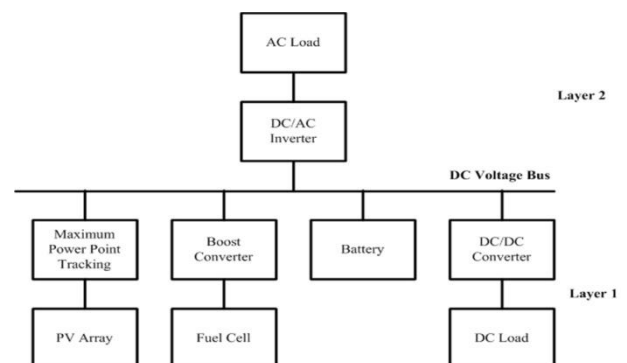 AC Load
Layer 2
DC/AC
Inverter
DC Voltage Bus
Maximum
Power Point
Tracking
Boost
Converter
Battery
DC/DC
Converter
Layer 1
PV Array
Fuel Cell
DC Load